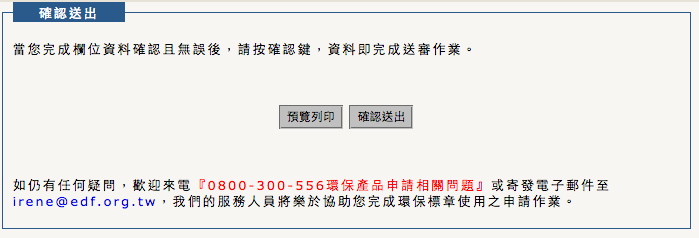 確認送出
當您完成欄位資料確認且無誤後，請按確認鍵，資料即完成送審作業。
預覽列印 確認送出
如仍有任何疑問，歡迎來電『0800-300-556環保產品申請相關問題』或寄發電子郵件至
irene@edf.org.tw，我們的服務人員將樂於協助您完成環保標章使用之申請作業。